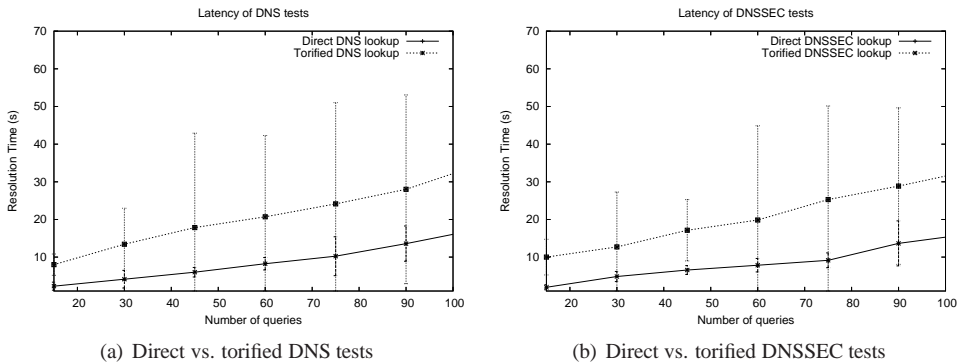 Latency of DNS tests
70
60
50
40
30
20
10
Resolution Time (s)
Direct DNS lookup
Torified DNS lookup
20 30 40 50 60 70 80 90 100
Number of queries
(a) Direct vs. torified DNS tests
Latency of DNSSEC tests
70
60
50
40
30
20
10
Resolution Time (s)
Direct DNSSEC lookup
Torified DNSSEC lookup
20 30 40 50 60 70 80 90 100
Number of queries
(b) Direct vs. torified DNSSEC tests